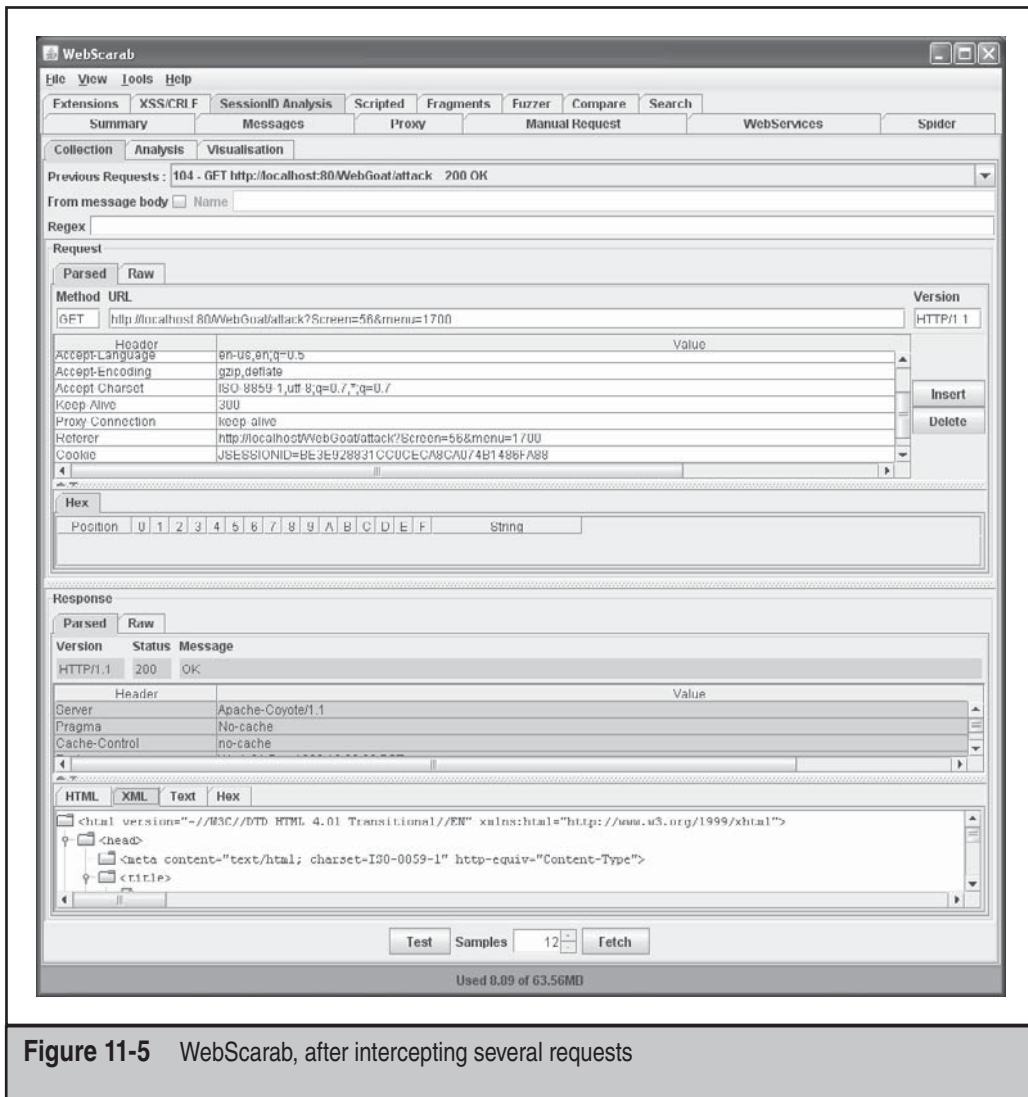 WebScarab
File View Tools Help
Extensions XSS/CRLF SessionID Analysis Scripted Fragments Fuzzer Compare Search
Summary Messages Proxy Manual Request WebServices Spider
Collection Analysis Visualisation
Previous Requests : 104 - GET http://localhost:80/WebGoat/attack 200 OK
From message body Name
Regex
Request
Parsed Raw
Method URL Version
GET http://localhost:80/WebGoat/attack?Screen=56&menu=1700 HTTP/1.1
Header Value
Accept-Language en-us,en;q=0.5
Accept-Encoding gzip,deflate
Accept-Charset ISO-8859-1,utf-8;q=0.7,*;q=0.7
Keep-Alive 300
Proxy-Connection keep-alive
Referer http://localhost/WebGoat/attack?Screen=56&menu=1700
Cookie
Insert
Delete
Hex
Position 0 1 2 3 4 5 6 7 8 9 A B C D E F String
Response
Parsed Raw
Version Status Message
HTTP/1.1 200 OK
Header Value
Server Apache-Coyote/1.1
Pragma No-cache
Cache-Control no-cache
HTML XML Text Hex
<html version="-//W3C//DTD HTML 4.01 Transitional//EN" xmlns:html="http://www.w3.org/1999/xhtml">
<head>
<meta content="text/html; charset=ISO-8859-1" http-equiv="Content-Type">
<title>
Test Samples 12 Fetch
Used 8.89 of 63.56MB
Figure 11-5 WebScarab, after intercepting several requests